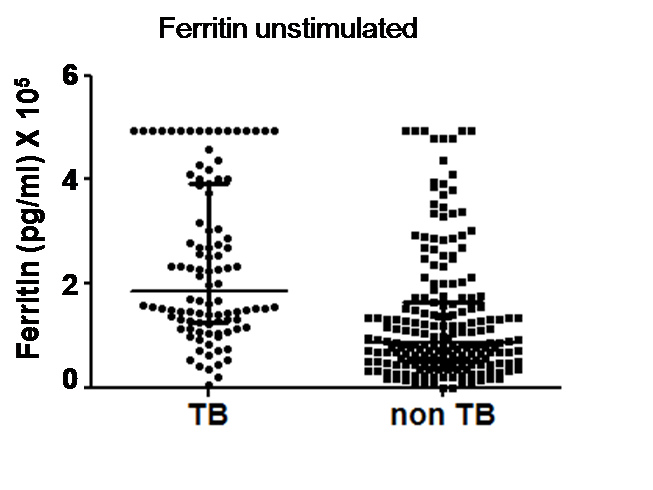 Ferritin unstimulated
Ferritin (pg/ml) X 10⁵
6
4
2
0
TB
non TB